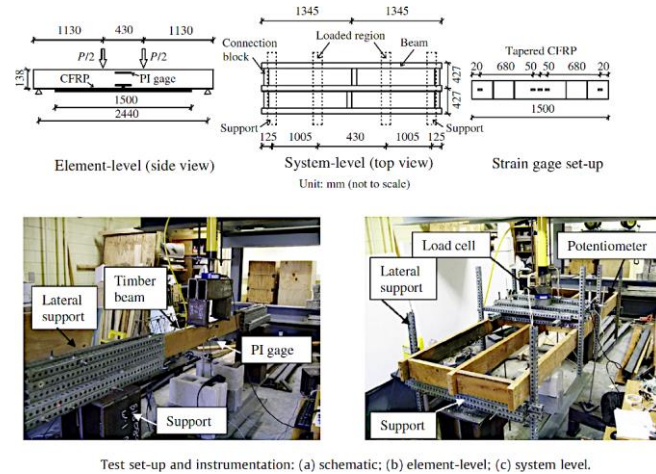 1130 430 1130
P/2 P/2
138
CFRP
PI gage
1500
2440
Element-level (side view)
1345 1345
Connection block
Loaded region
Beam
427
427
Support
Support
125 1005 430 1005 125
System-level (top view)
Unit: mm (not to scale)
Tapered CFRP
20 680 50 50 680 20
1500
Strain gage set-up
Lateral support
Timber beam
PI gage
Support
Lateral support
Load cell
Potentiometer
Support
Test set-up and instrumentation: (a) schematic; (b) element-level; (c) system level.